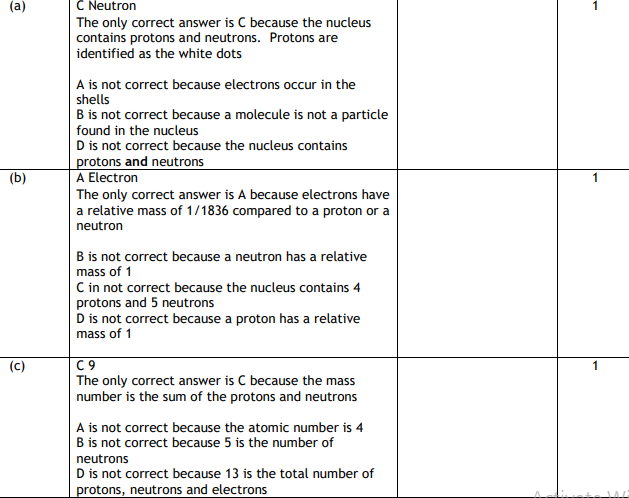 (a) C Neutron 1
The only correct answer is C because the nucleus
contains protons and neutrons. Protons are
identified as the white dots
A is not correct because electrons occur in the
shells
B is not correct because a molecule is not a particle
found in the nucleus
D is not correct because the nucleus contains
protons and neutrons
(b) A Electron 1
The only correct answer is A because electrons have
a relative mass of 1/1836 compared to a proton or a
neutron
B is not correct because a neutron has a relative
mass of 1
C in not correct because the nucleus contains 4
protons and 5 neutrons
D is not correct because a proton has a relative
mass of 1
(c) C 9 1
The only correct answer is C because the mass
number is the sum of the protons and neutrons
A is not correct because the atomic number is 4
B is not correct because 5 is the number of
neutrons
D is not correct because 13 is the total number of
protons, neutrons and electrons